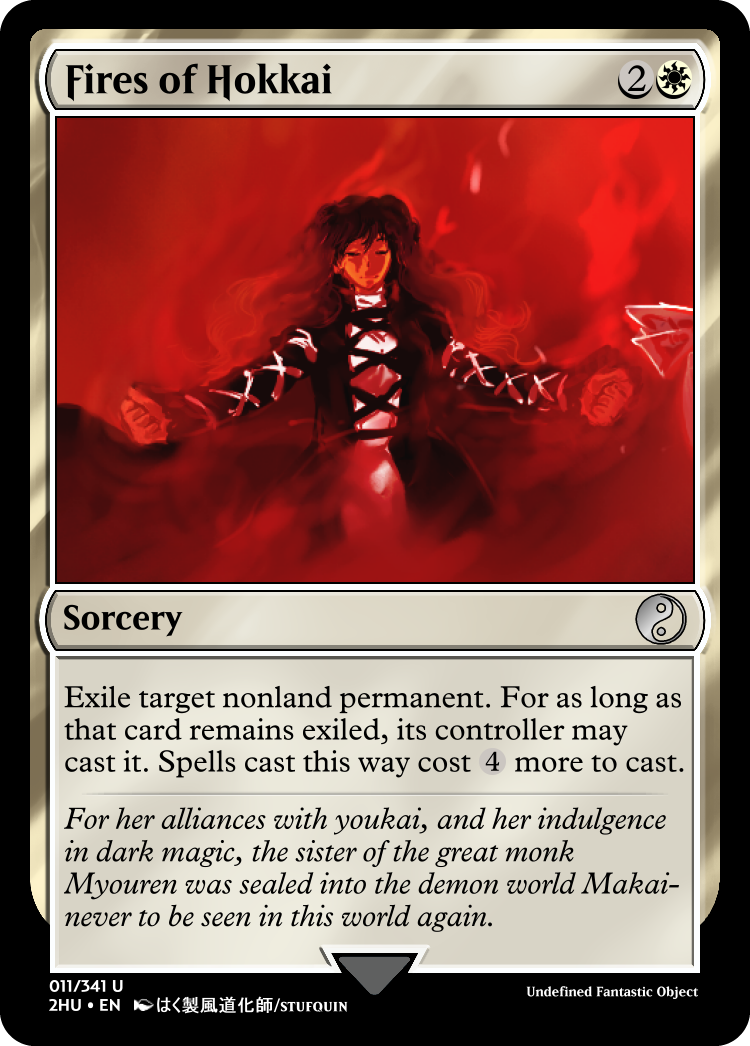 Fires of Hokkai 2
Sorcery
Exile target nonland permanent. For as long as
that card remains exiled, its controller may
cast it. Spells cast this way cost 4 more to cast.
For her alliances with youkai, and her indulgence
in dark magic, the sister of the great monk
Myouren was sealed into the demon world Makai-
never to be seen in this world again.
011/341 U
2HU • EN はく製風道化師/STUFQUIN
Undefined Fantastic Object